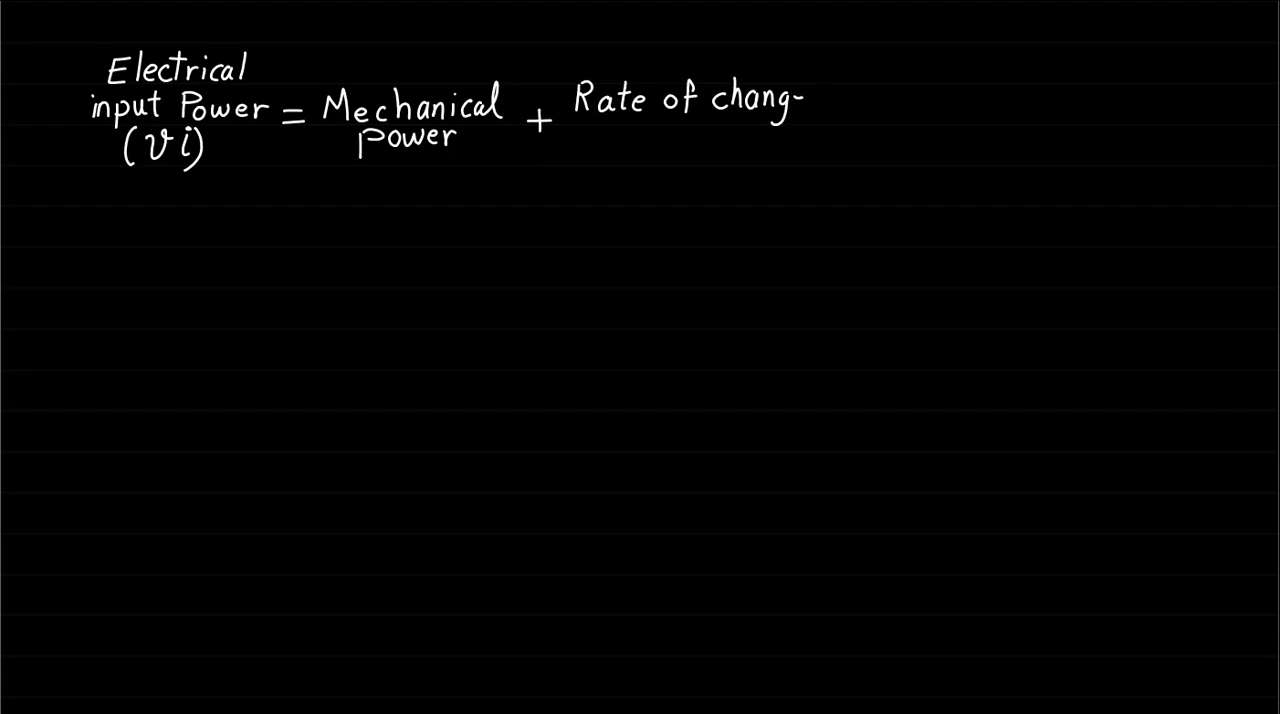 Electrical
input Power = Mechanical + Rate of chang-
(vi) Power